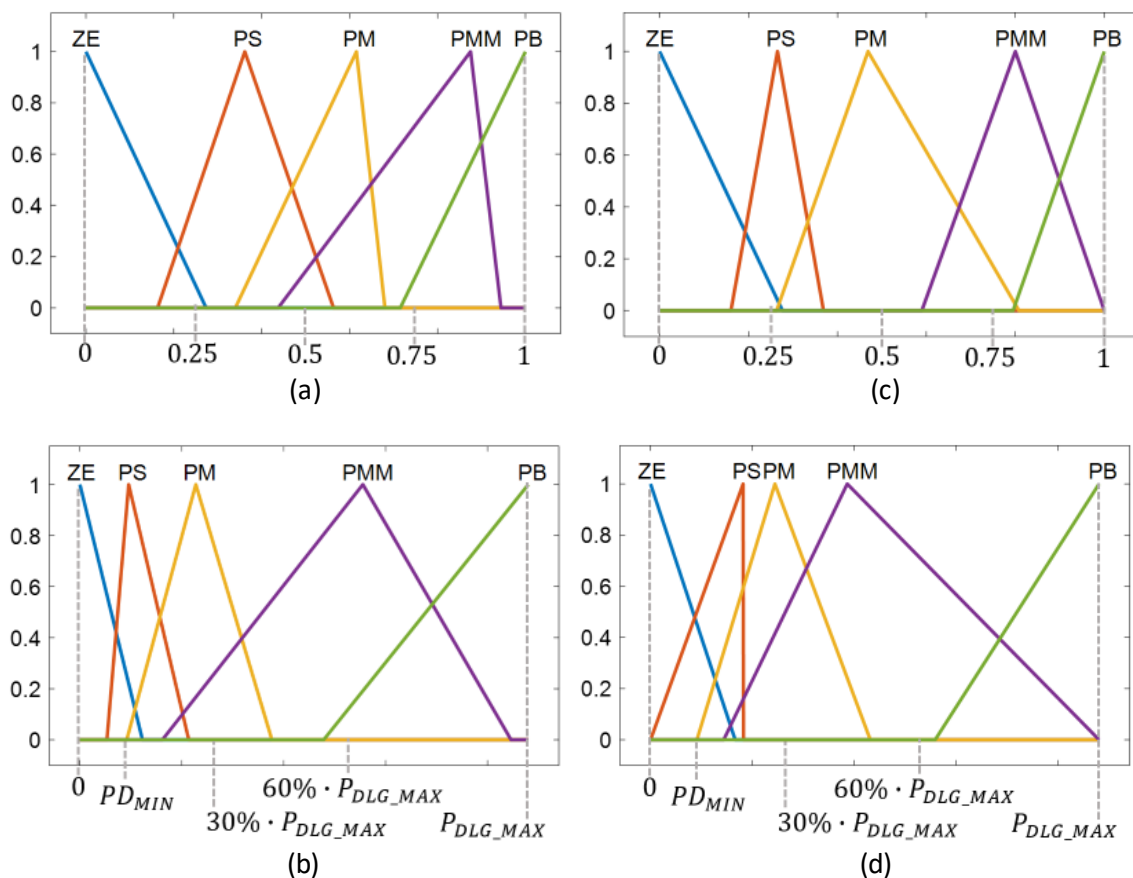 ZE PS PM PMM PB
1
0.8
0.6
0.4
0.2
0
0 0.25 0.5 0.75 1
(a)
ZE PS PM PMM PB
1
0.8
0.6
0.4
0.2
0
0 0.25 0.5 0.75 1
(c)
ZE PS PM PMM PB
1
0.8
0.6
0.4
0.2
0
0 PD_MIN 60% · P_DLG_MAX
30% · P_DLG_MAX P_DLG_MAX
(b)
ZE PS PM PMM PB
1
0.8
0.6
0.4
0.2
0
0 PD_MIN 60% · P_DLG_MAX
30% · P_DLG_MAX P_DLG_MAX
(d)